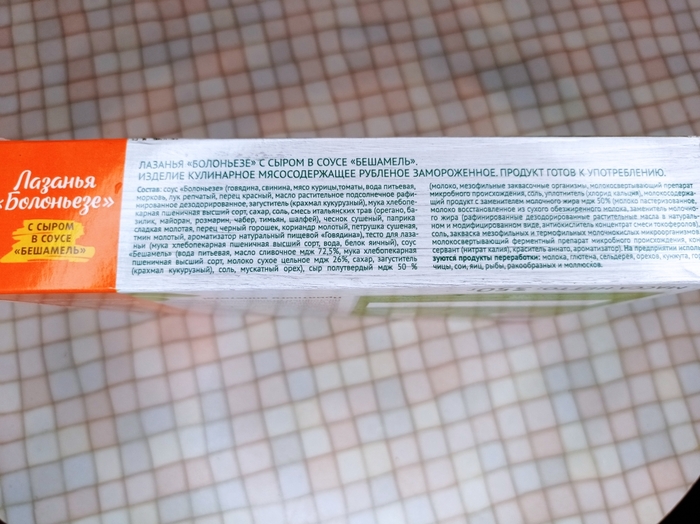 Лазанья
«Болоньезе»
С СЫРОМ
В СОУСЕ
«БЕШАМЕЛЬ»
ЛАЗАНЬЯ «БОЛОНЬЕЗЕ» С СЫРОМ В СОУСЕ «БЕШАМЕЛЬ».
ИЗДЕЛИЕ КУЛИНАРНОЕ МЯСОСОДЕРЖАЩЕЕ РУБЛЕНОЕ ЗАМОРОЖЕННОЕ. ПРОДУКТ ГОТОВ К УПОТРЕБЛЕНИЮ.
Состав: соус «Болоньезе» (говядина, свинина, мясо курицы, томаты, вода питьевая,
морковь, лук репчатый, перец красный, масло растительное подсолнечное рафи-
нированное дезодорированное, загуститель (крахмал кукурузный), мука хлебопе-
карная пшеничная высший сорт, сахар, соль, смесь итальянских трав (орегано, ба-
зилик, майоран, розмарин, чабер, тимьян, шалфей), чеснок сушеный, паприка
сладкая молотая, перец черный горошек, кориандр молотый, петрушка сушеная,
тмин молотый, ароматизатор натуральный пищевой «Говядина»), тесто для лаза-
ньи (мука хлебопекарная пшеничная высший сорт, вода, белок яичный), соус
«Бешамель» (вода питьевая, масло сливочное мдж 72,5%, мука хлебопекарная
пшеничная высший сорт, молоко сухое цельное мдж 26%, сахар, загуститель
(крахмал кукурузный), соль, мускатный орех), сыр полутвердый мдж 50 %
(молоко, мезофильные заквасочные организмы, молокосвертывающий препарат
микробного происхождения, соль, уплотнитель (хлорид кальция), молокосодержа-
щий продукт с заменителем молочного жира мдж 50% (молоко пастеризованное,
молоко восстановленное из сухого обезжиренного молока, заменитель молочно-
го жира (рафинированные дезодорированные растительные масла в натураль-
ном и модифицированном виде, антиокислитель концентрат смеси токоферолов),
соль, закваска мезофильных и термофильных молочнокислых микроорганизмов
молокосвертывающий ферментный препарат микробного происхождения, кон-
сервант (нитрат калия), краситель аннато, ароматизатор). На предприятии исполь-
зуются продукты переработки: молока, глютена, сельдерея, орехов, кунжута, гор-
чицы, сои, яиц, рыбы, ракообразных и моллюсков.